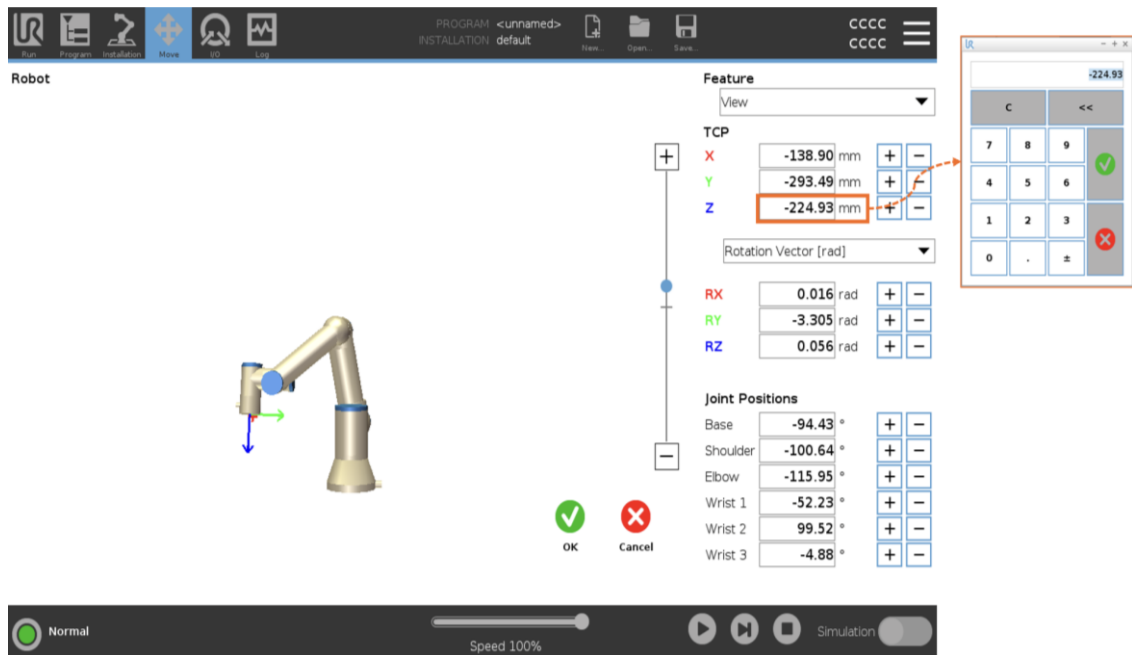 PROGRAM <unnamed>
INSTALLATION default
CCCC
CCCC
Run Program Installation Move I/O Log
New... Open... Save...
Robot
Feature
View
TCP
X -138.90 mm + −
Y -293.49 mm + −
Z -224.93 mm + −
Rotation Vector [rad]
RX 0.016 rad + −
RY -3.305 rad + −
RZ 0.056 rad + −
Joint Positions
Base -94.43 ° + −
Shoulder -100.64 ° + −
Elbow -115.95 ° + −
Wrist 1 -52.23 ° + −
Wrist 2 99.52 ° + −
Wrist 3 -4.88 ° + −
+
−
OK Cancel
Normal
Speed 100%
Simulation
-224.93
C <<
7 8 9
4 5 6
1 2 3
0 . ±